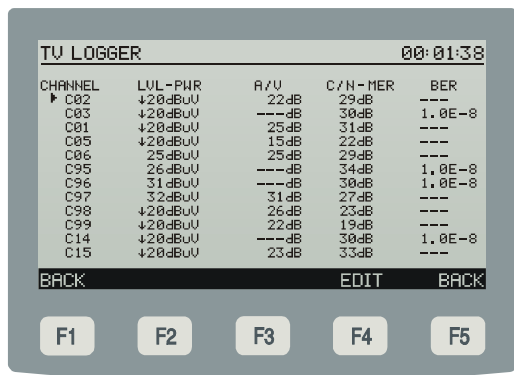 TV LOGGER 00:01:38
CHANNEL LVL-PWR A/V C/N-MER BER
C02 ↓20dBuV 22dB 29dB ---
C03 ↓20dBuV ---dB 30dB 1.0E-8
C01 ↓20dBuV 25dB 31dB ---
C05 ↓20dBuV 15dB 22dB ---
C06 25dBuV 25dB 29dB ---
C95 26dBuV ---dB 34dB 1.0E-8
C96 31dBuV ---dB 30dB 1.0E-8
C97 32dBuV 31dB 27dB ---
C98 ↓20dBuV 26dB 23dB ---
C99 ↓20dBuV 22dB 19dB ---
C14 ↓20dBuV ---dB 30dB 1.0E-8
C15 ↓20dBuV 23dB 33dB ---
BACK EDIT BACK
F1 F2 F3 F4 F5